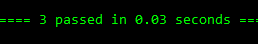 ==== 3 passed in 0.03 seconds ===